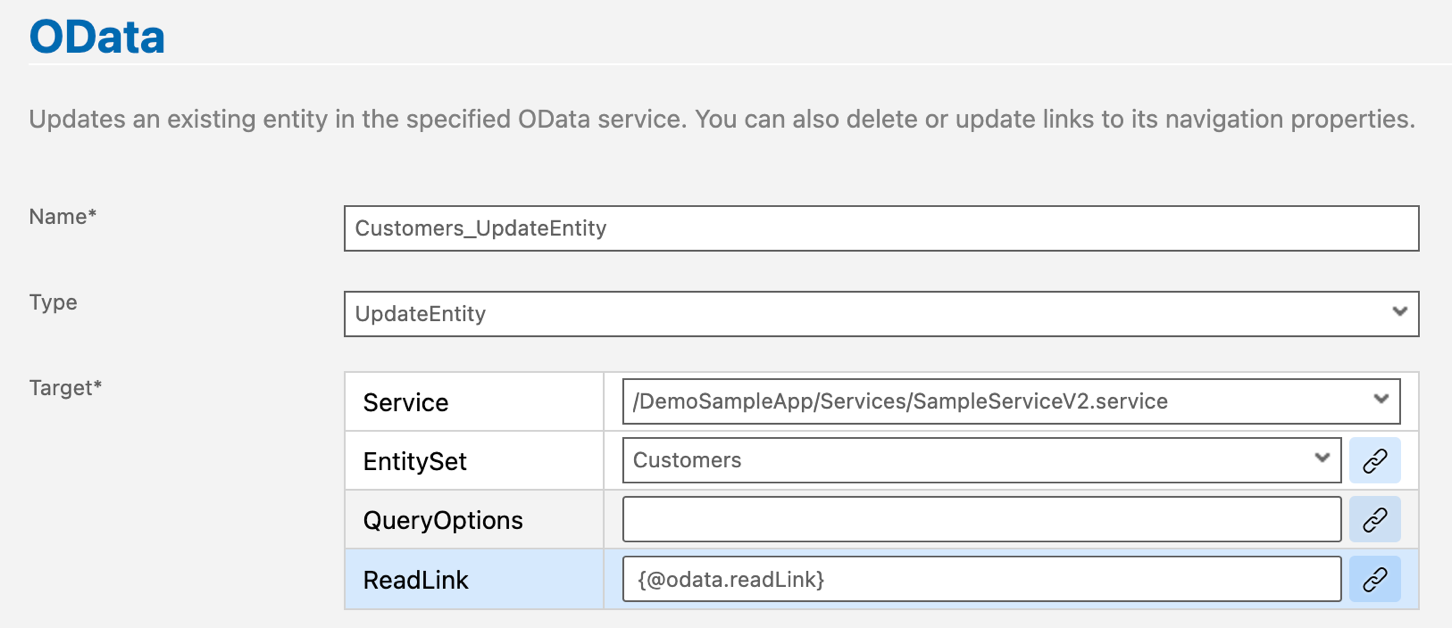 OData
Updates an existing entity in the specified OData service. You can also delete or update links to its navigation properties.
Name*
Customers_UpdateEntity
Type
UpdateEntity
Target*
Service
/DemoSampleApp/Services/SampleServiceV2.service
EntitySet
Customers
QueryOptions
ReadLink
{@odata.readLink}